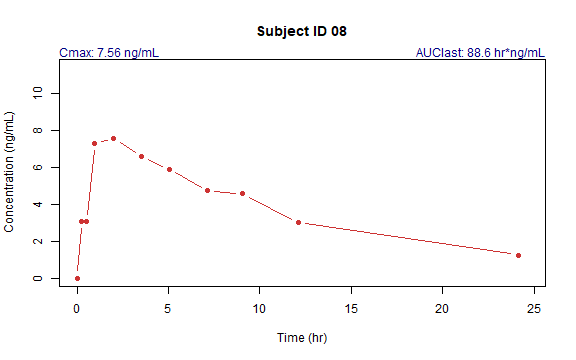 Subject ID 08
Cmax: 7.56 ng/mL AUClast: 88.6 hr*ng/mL
Concentration (ng/mL)
10
8
6
4
2
0
0 5 10 15 20 25
Time (hr)